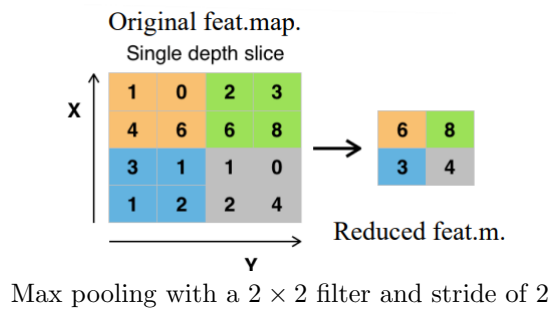 Original feat.map.
Single depth slice
X
1 0 2 3
4 6 6 8
3 1 1 0
1 2 2 4
6 8
3 4
Reduced feat.m.
Y
Max pooling with a 2 × 2 filter and stride of 2